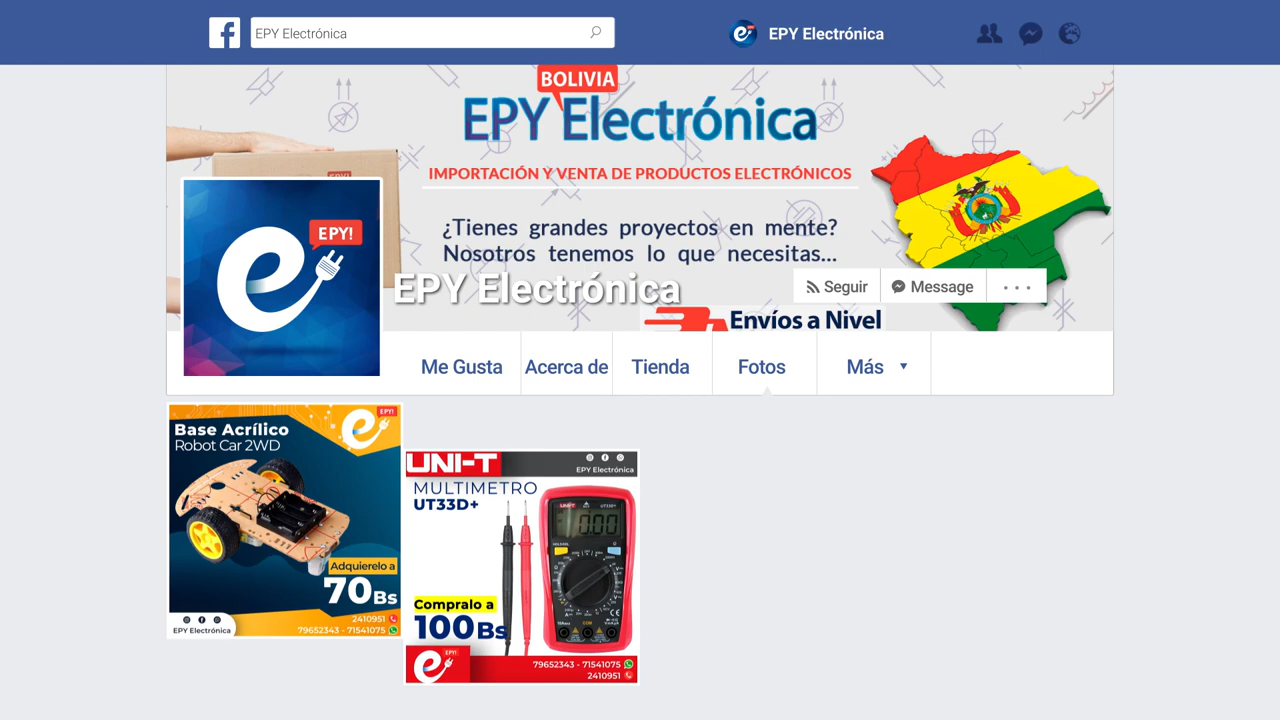 EPY Electrónica
EPY Electrónica
BOLIVIA
EPY Electrónica
IMPORTACIÓN Y VENTA DE PRODUCTOS ELECTRÓNICOS
¿Tienes grandes proyectos en mente?
Nosotros tenemos lo que necesitas...
EPY!
EPY Electrónica
Seguir
Message
Envíos a Nivel
Me Gusta
Acerca de
Tienda
Fotos
Más
EPY!
Base Acrílico
Robot Car 2WD
Adquierelo a
70Bs
EPY Electrónica
2410951
79652343 - 71541075
UNI-T
EPY Electrónica
MULTIMETRO
UT33D+
UNI-T
UT33D+
Compralo a
100Bs
EPY!
79652343 - 71541075
2410951